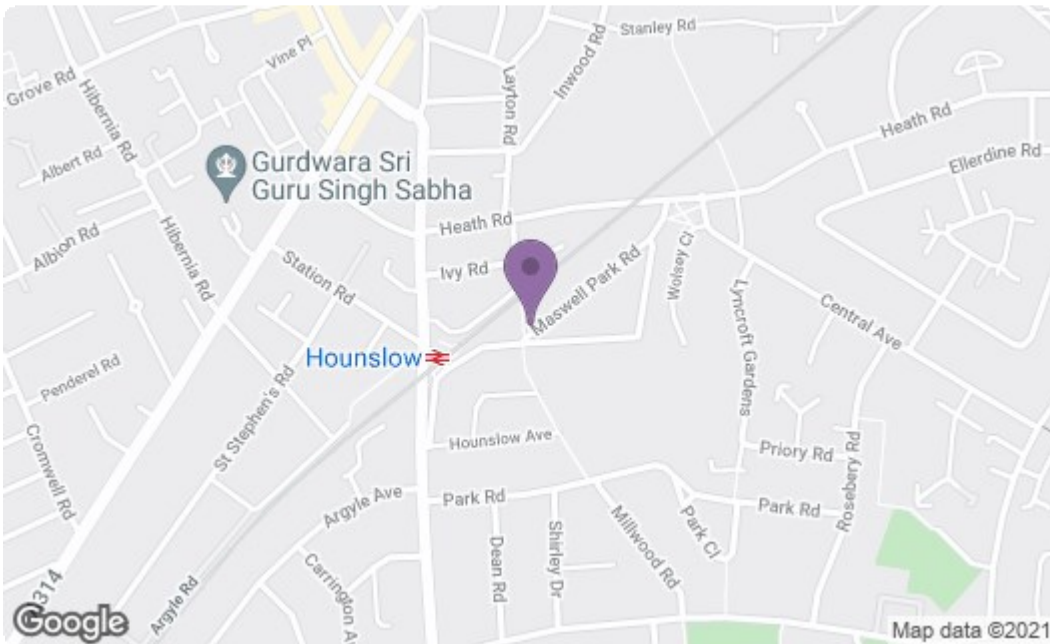 Stanley Rd
Inwood Rd
Layton Rd
Vine Pl
Grove Rd
Hibernia Rd
Albert Rd
Heath Rd
Ellerdine Rd
Gurdwara Sri
Guru Singh Sabha
Heath Rd
Albion Rd
Hibernia Rd
Station Rd
Ivy Rd
Maswell Park Rd
Wolsey Cl
Lyncroft Gardens
Central Ave
Hounslow
Penderel Rd
St Stephen's Rd
Cromwell Rd
Hounslow Ave
Priory Rd
Rosebery Rd
Argyle Ave
Park Rd
Park Rd
Millwood Rd
Park Cl
Shirley Dr
Dean Rd
Carrington A
Argyle Rd
314
Google
Map data ©2021